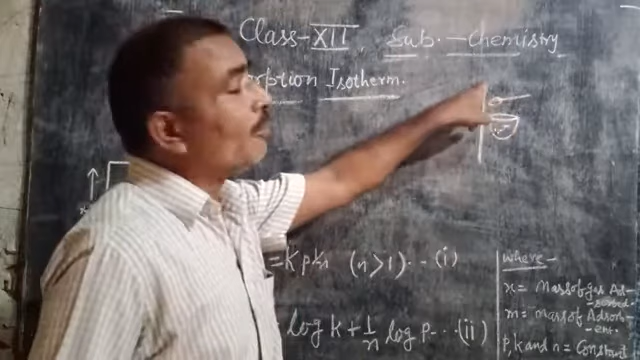 Class-XII, Sub.-Chemistry
orption Isotherm.
= K p^1/n (n>1)...(i)
log k + 1/n log p...(ii)
where-
x = Mass of gas Ad-
-sorbed.
m = mass of Adsorb-
-ent.
p, k and n = Constant